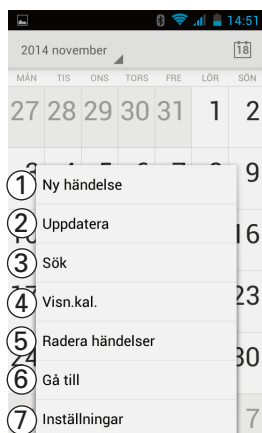 14:51
2014 november
18
MÅN TIS ONS TORS FRE LÖR SÖN
27 28 29 30 31 1 2
9
1 Ny händelse
2 Uppdatera
16
3 Sök
4 Visn.kal.
23
5 Radera händelser
24 30
6 Gå till
7 Inställningar
7